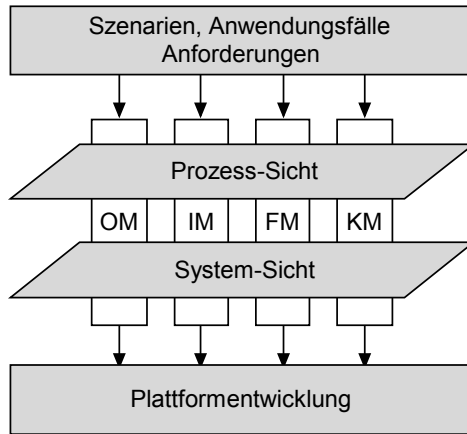 Szenarien, Anwendungsfälle
Anforderungen
Prozess-Sicht
OM IM FM KM
System-Sicht
Plattformentwicklung